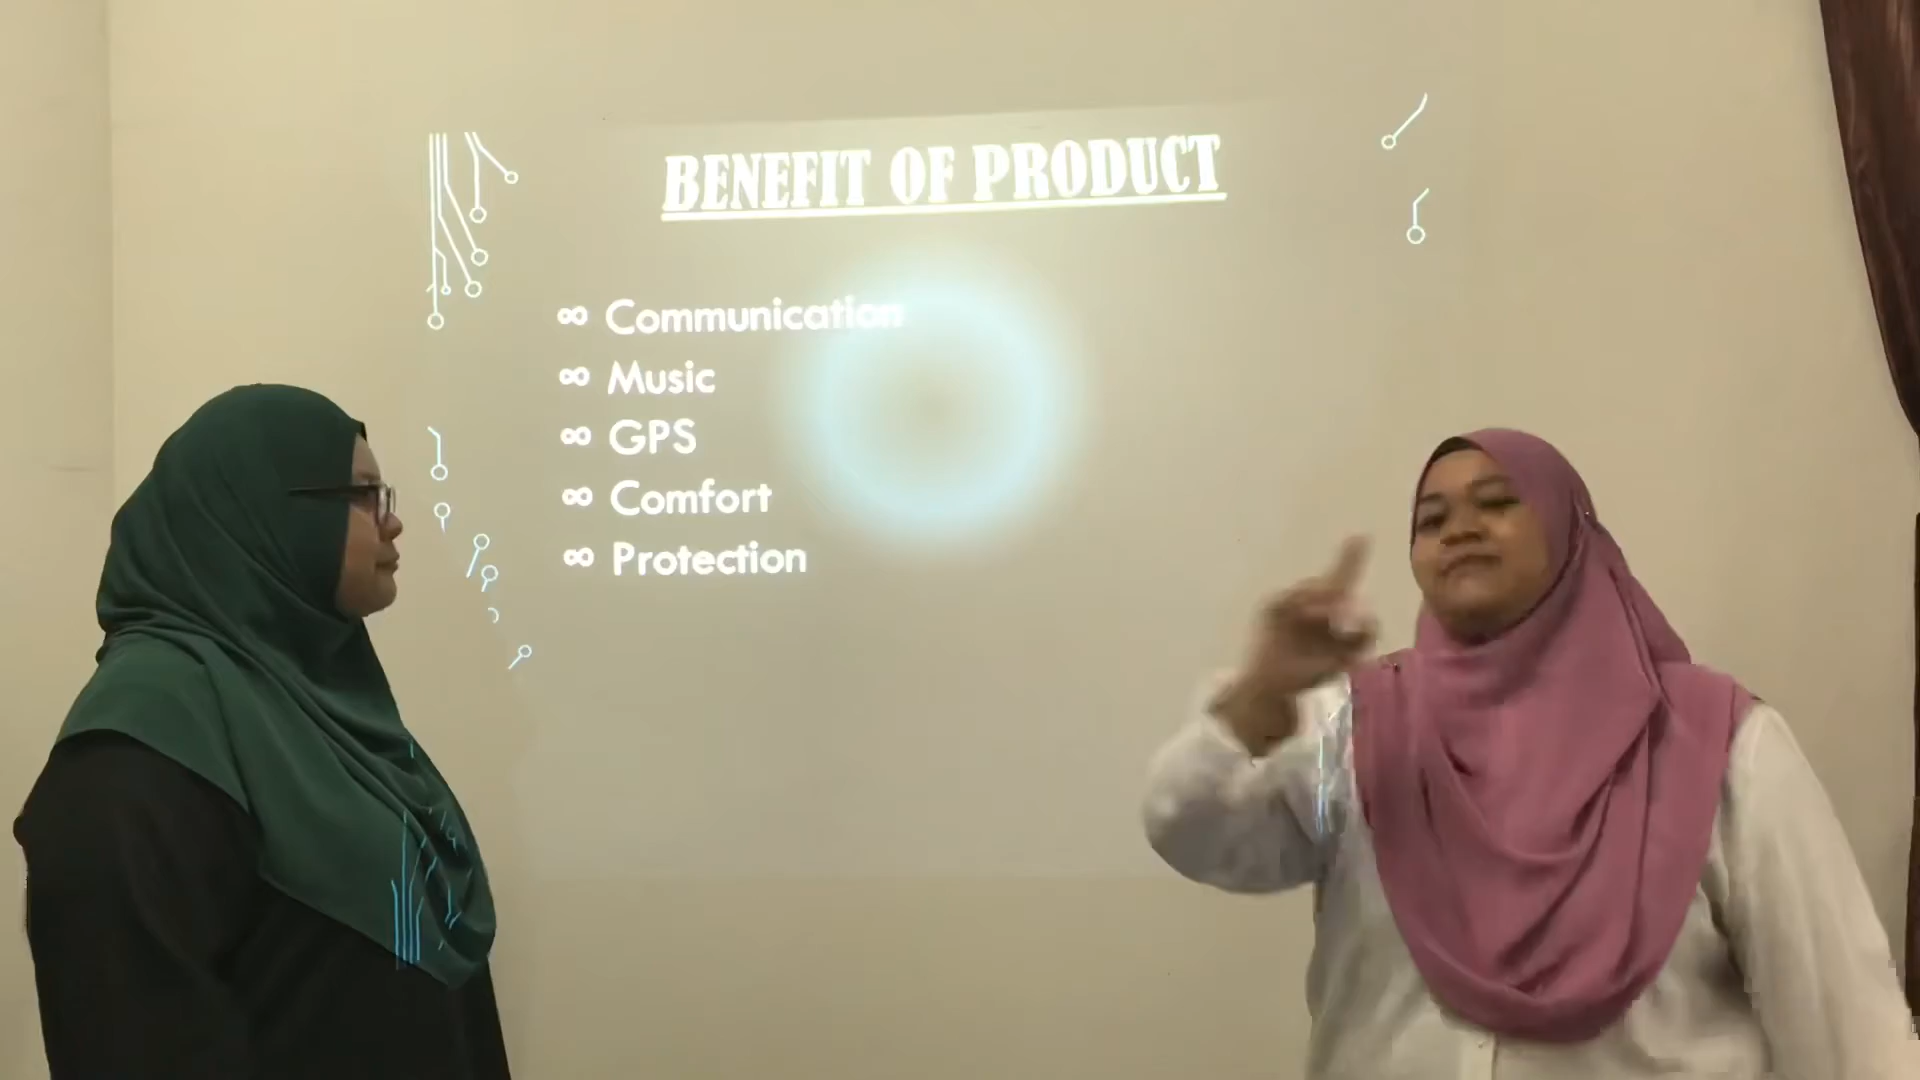 BENEFIT OF PRODUCT
∞ Communication
∞ Music
∞ GPS
∞ Comfort
∞ Protection